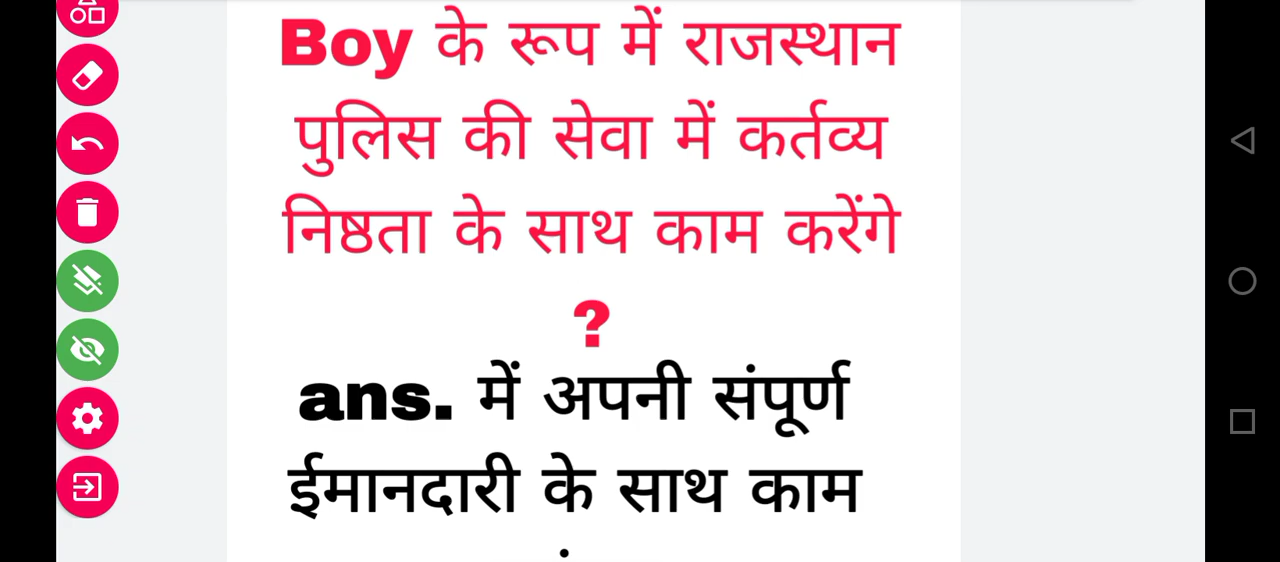 Boy के रूप में राजस्थान
पुलिस की सेवा में कर्तव्य
निष्ठता के साथ काम करेंगे
?
ans. में अपनी संपूर्ण
ईमानदारी के साथ काम